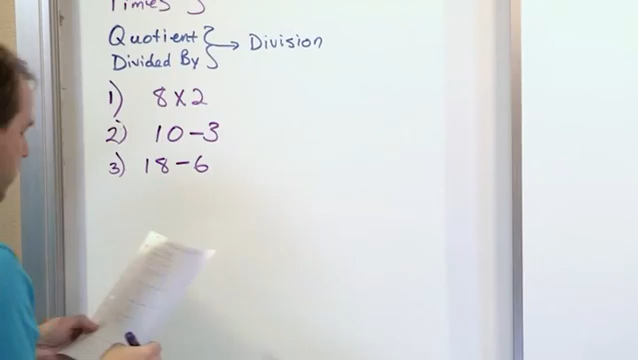 Times
Quotient
Divided By
Division
1) 8×2
2) 10-3
3) 18-6